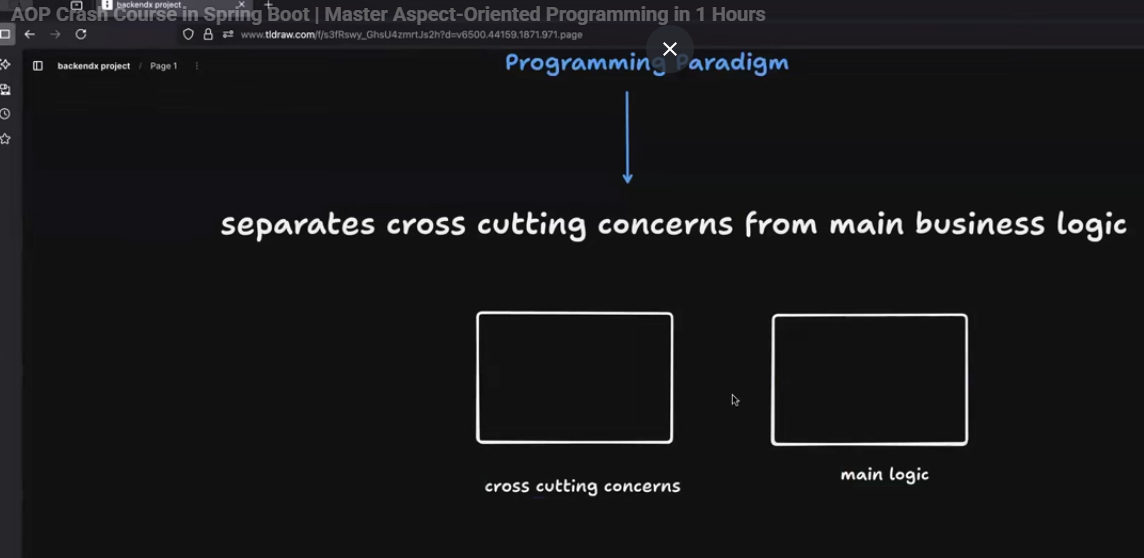 AOP Crash Course in Spring Boot | Master Aspect-Oriented Programming in 1 Hours
backendx project
www.tldraw.com/f/s3fRswy_GhsU4zmrtJs2h?d=v6500.44159.1871.971.page
backendx project / Page 1
Programming Paradigm
separates cross cutting concerns from main business logic
cross cutting concerns
main logic